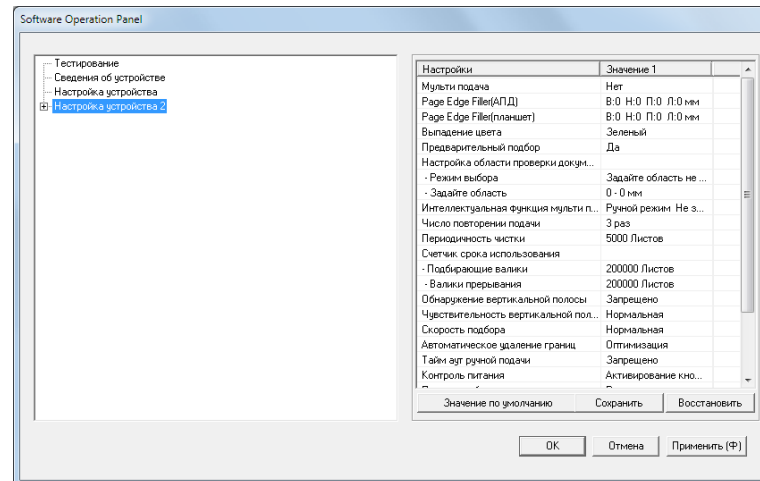 Software Operation Panel
Тестирование
Сведения об устройстве
Настройка устройства
Настройка устройства 2
Настройки Значение 1
Мульти подача Нет
Page Edge Filler(АПД) В:0 Н:0 П:0 Л:0 мм
Page Edge Filler(планшет) В:0 Н:0 П:0 Л:0 мм
Выпадение цвета Зеленый
Предварительный подбор Да
Настройка области проверки докум...
- Режим выбора Задайте область не ...
- Задайте область 0 - 0 мм
Интеллектуальная функция мульти п... Ручной режим Не з...
Число повторении подачи 3 раз
Периодичность чистки 5000 Листов
Счетчик срока использования
- Подбирающие валики 200000 Листов
- Валики прерывания 200000 Листов
Обнаружение вертикальной полосы Запрещено
Чувствительность вертикальной пол... Нормальная
Скорость подбора Нормальная
Автоматическое удаление границ Оптимизация
Тайм аут ручной подачи Запрещено
Контроль питания Активирование кно...
Значение по умолчанию Сохранить Восстановить
OK Отмена Применить (Ф)